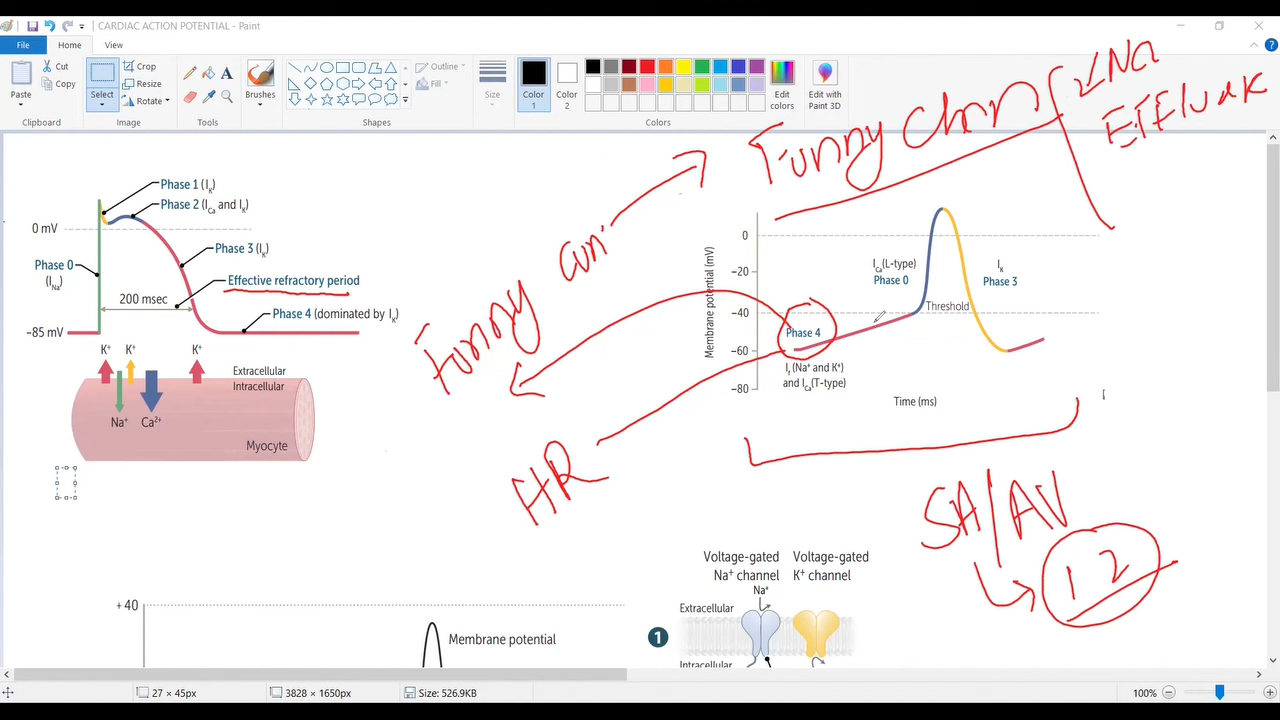 CARDIAC ACTION POTENTIAL - Paint
File
Home
View
Paste
Cut
Copy
Clipboard
Select
Crop
Resize
Rotate
Image
Tools
Brushes
Shapes
Outline
Fill
Size
Color 1
Color 2
Edit colors
Edit with Paint 3D
Colors
Na
Funny Chan
Phase 1 (IK)
Phase 2 (ICa and IK)
0 mV
Phase 3 (IK)
Phase 0 (INa)
Effective refractory period
200 msec
Phase 4 (dominated by IK)
−85 mV
K+
K+
K+
Extracellular
Intracellular
Na+
Ca2+
Myocyte
Funny
HR
Membrane potential (mV)
0
−20
−40
−60
−80
ICa(L-type)
Phase 0
IK
Phase 3
Threshold
Phase 4
If (Na+ and K+)
and ICa(T-type)
Time (ms)
SA/AV
1 2
+ 40
Membrane potential
Voltage-gated Na+ channel
Voltage-gated K+ channel
Na+
Extracellular
1
Intracellular
27 × 45px
3828 × 1650px
Size: 526.9KB
100%